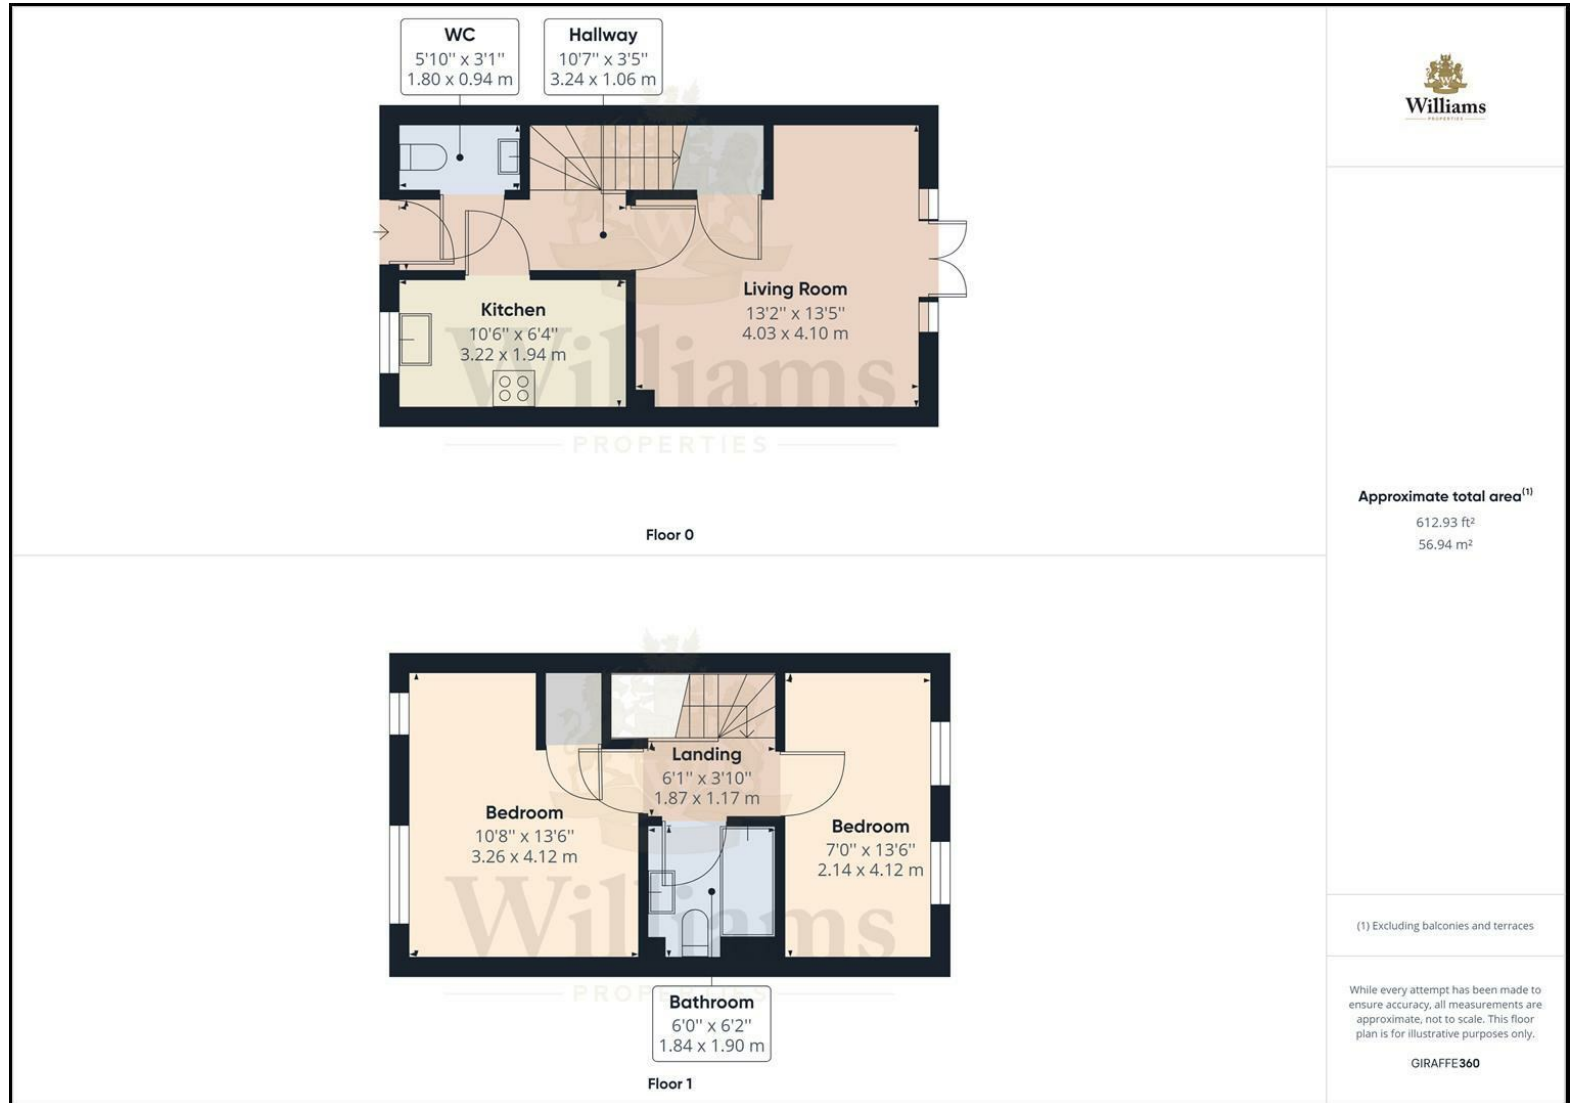 WC
5'10'' x 3'1''
1.80 x 0.94 m
Hallway
10'7'' x 3'5''
3.24 x 1.06 m
Kitchen
10'6'' x 6'4''
3.22 x 1.94 m
Living Room
13'2'' x 13'5''
4.03 x 4.10 m
Williams
PROPERTIES
Floor 0
Landing
6'1'' x 3'10''
1.87 x 1.17 m
Bedroom
10'8'' x 13'6''
3.26 x 4.12 m
Bedroom
7'0'' x 13'6''
2.14 x 4.12 m
Williams
PROPERTIES
Bathroom
6'0'' x 6'2''
1.84 x 1.90 m
Floor 1
Williams
PROPERTIES
Approximate total area(1)
612.93 ft²
56.94 m²
(1) Excluding balconies and terraces
While every attempt has been made to
ensure accuracy, all measurements are
approximate, not to scale. This floor
plan is for illustrative purposes only.
GIRAFFE360